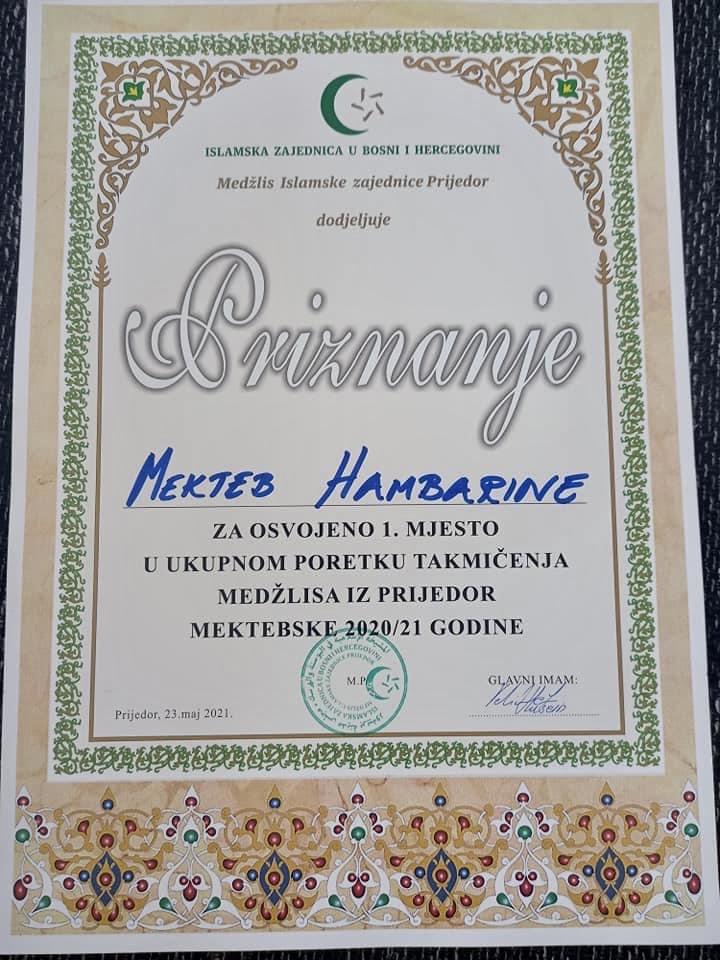 ISLAMSKA ZAJEDNICA U BOSNI I HERCEGOVINI
Medžlis Islamske zajednice Prijedor
dodjeljuje
Priznanje
MEKTEB HAMBARINE
ZA OSVOJENO 1. MJESTO
U UKUPNOM PORETKU TAKMIČENJA
MEDŽLISA IZ PRIJEDOR
MEKTEBSKE 2020/21 GODINE
M.P.
GLAVNI IMAM:
Prijedor, 23.maj 2021.